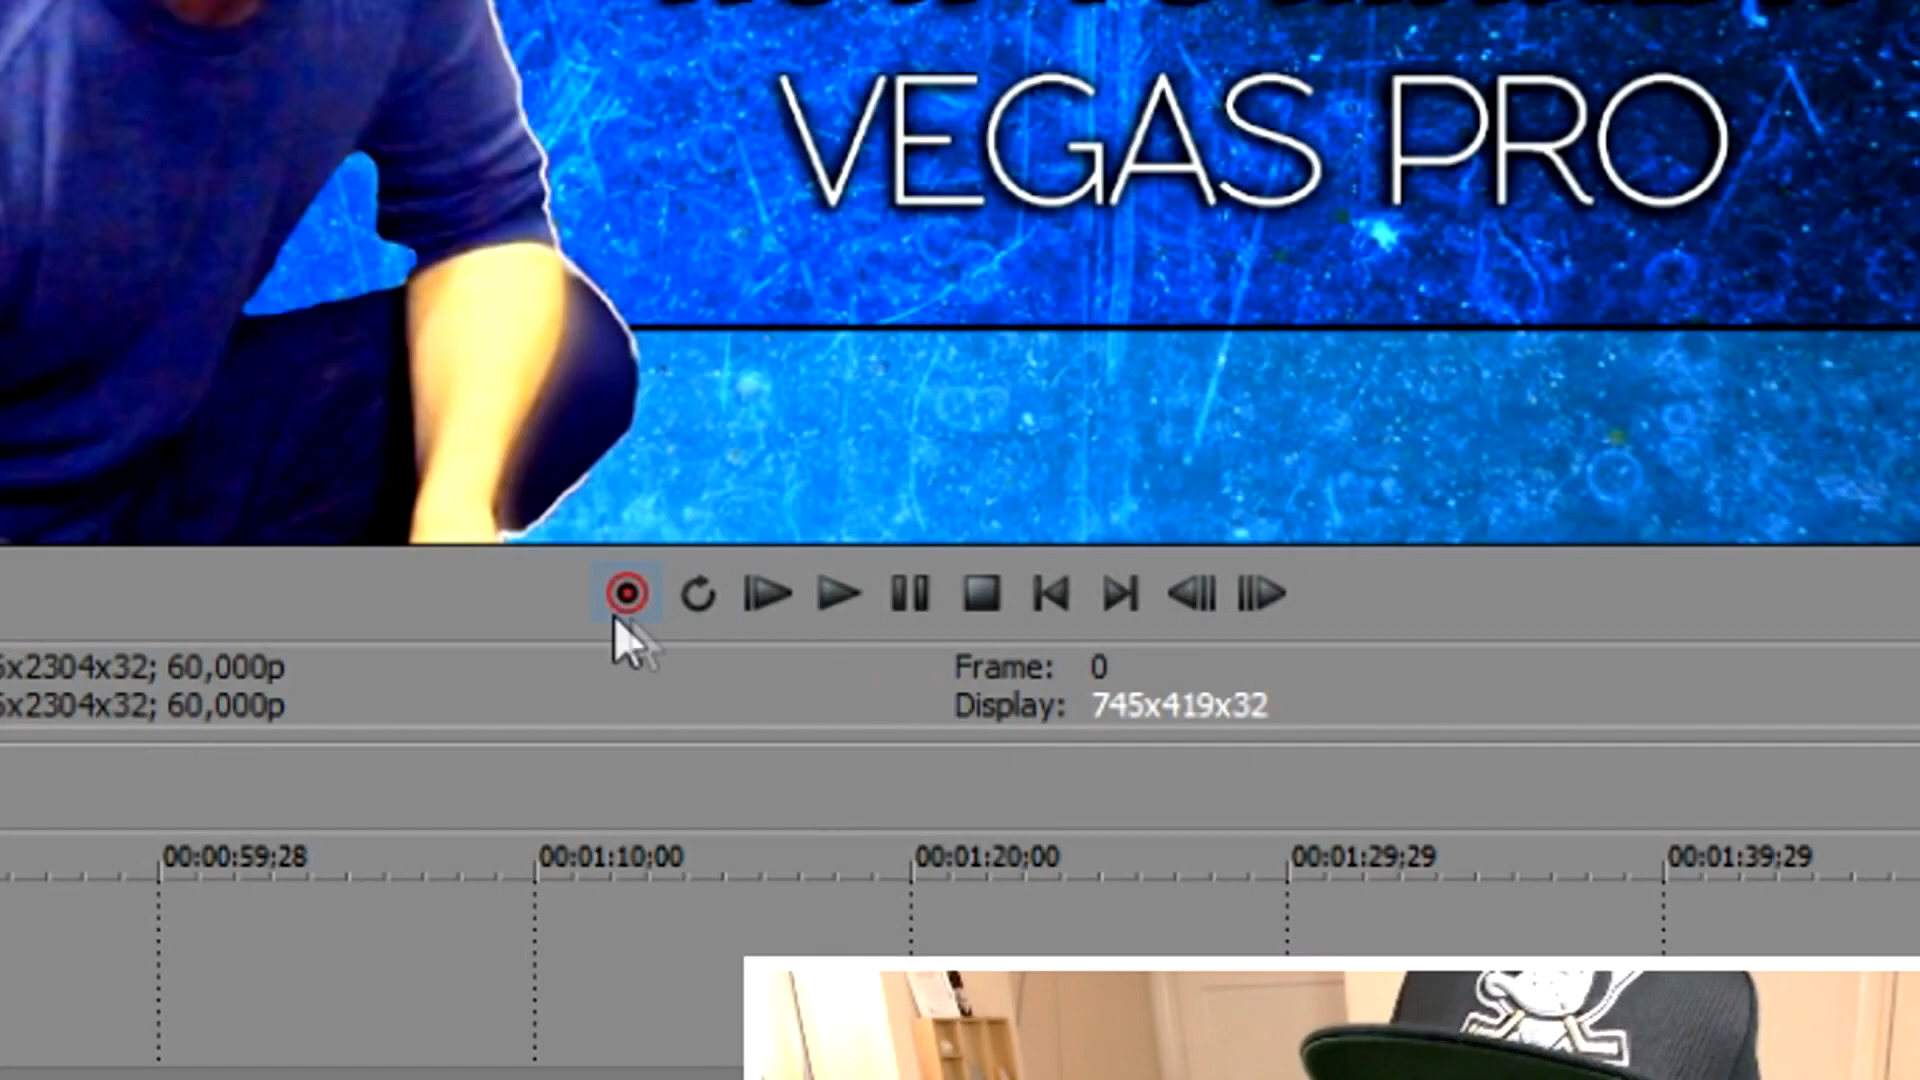 VEGAS PRO
x2304x32; 60,000p
Frame: 0
x2304x32; 60,000p
Display: 745x419x32
00:00:59;28
00:01:10;00
00:01:20;00
00:01:29;29
00:01:39;29